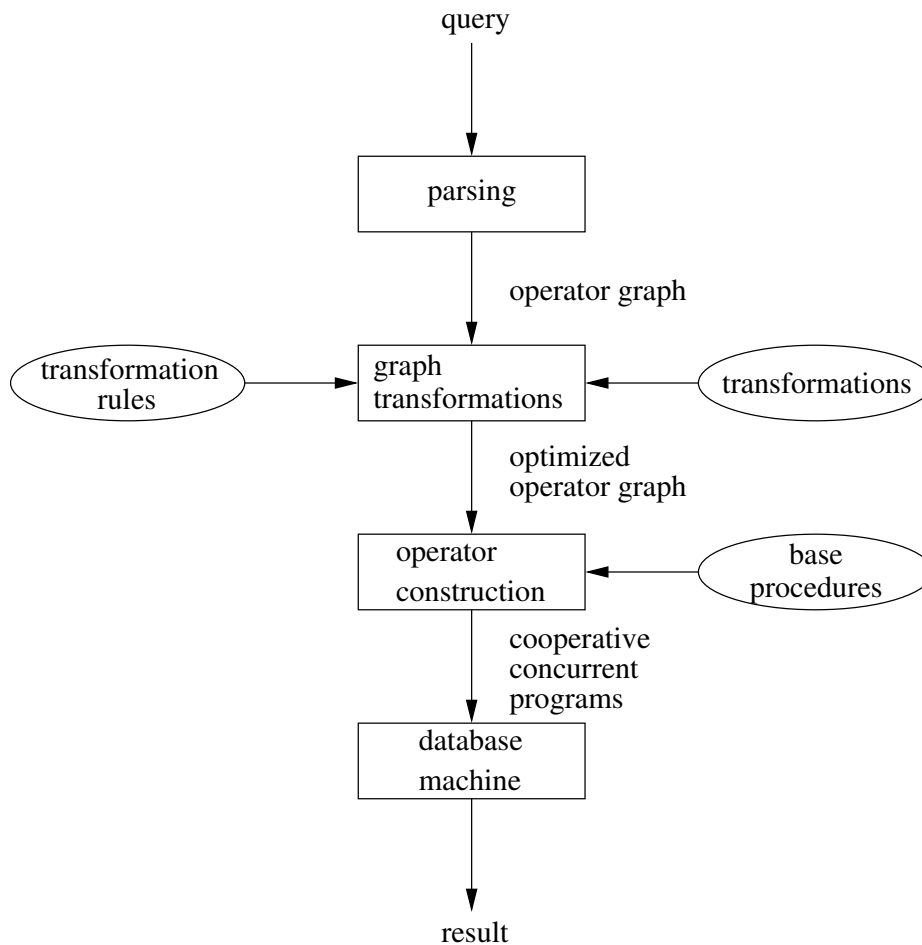 query
parsing
operator graph
transformation
rules
graph
transformations
transformations
optimized
operator graph
operator
construction
base
procedures
cooperative
concurrent
programs
database
machine
result